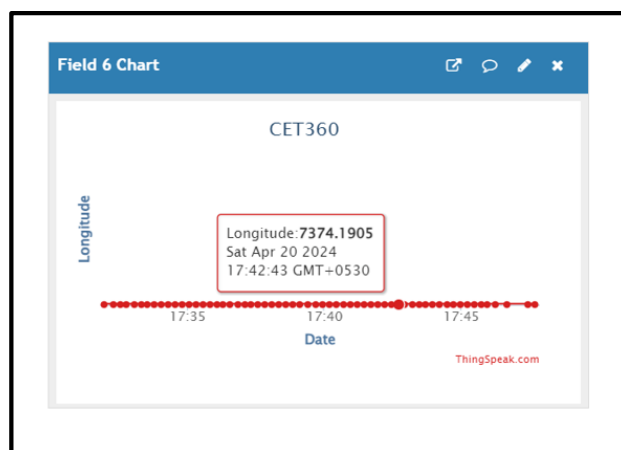 Field 6 Chart
CET360
Longitude
Longitude:7374.1905
Sat Apr 20 2024
17:42:43 GMT+0530
17:35 17:40 17:45
Date
ThingSpeak.com